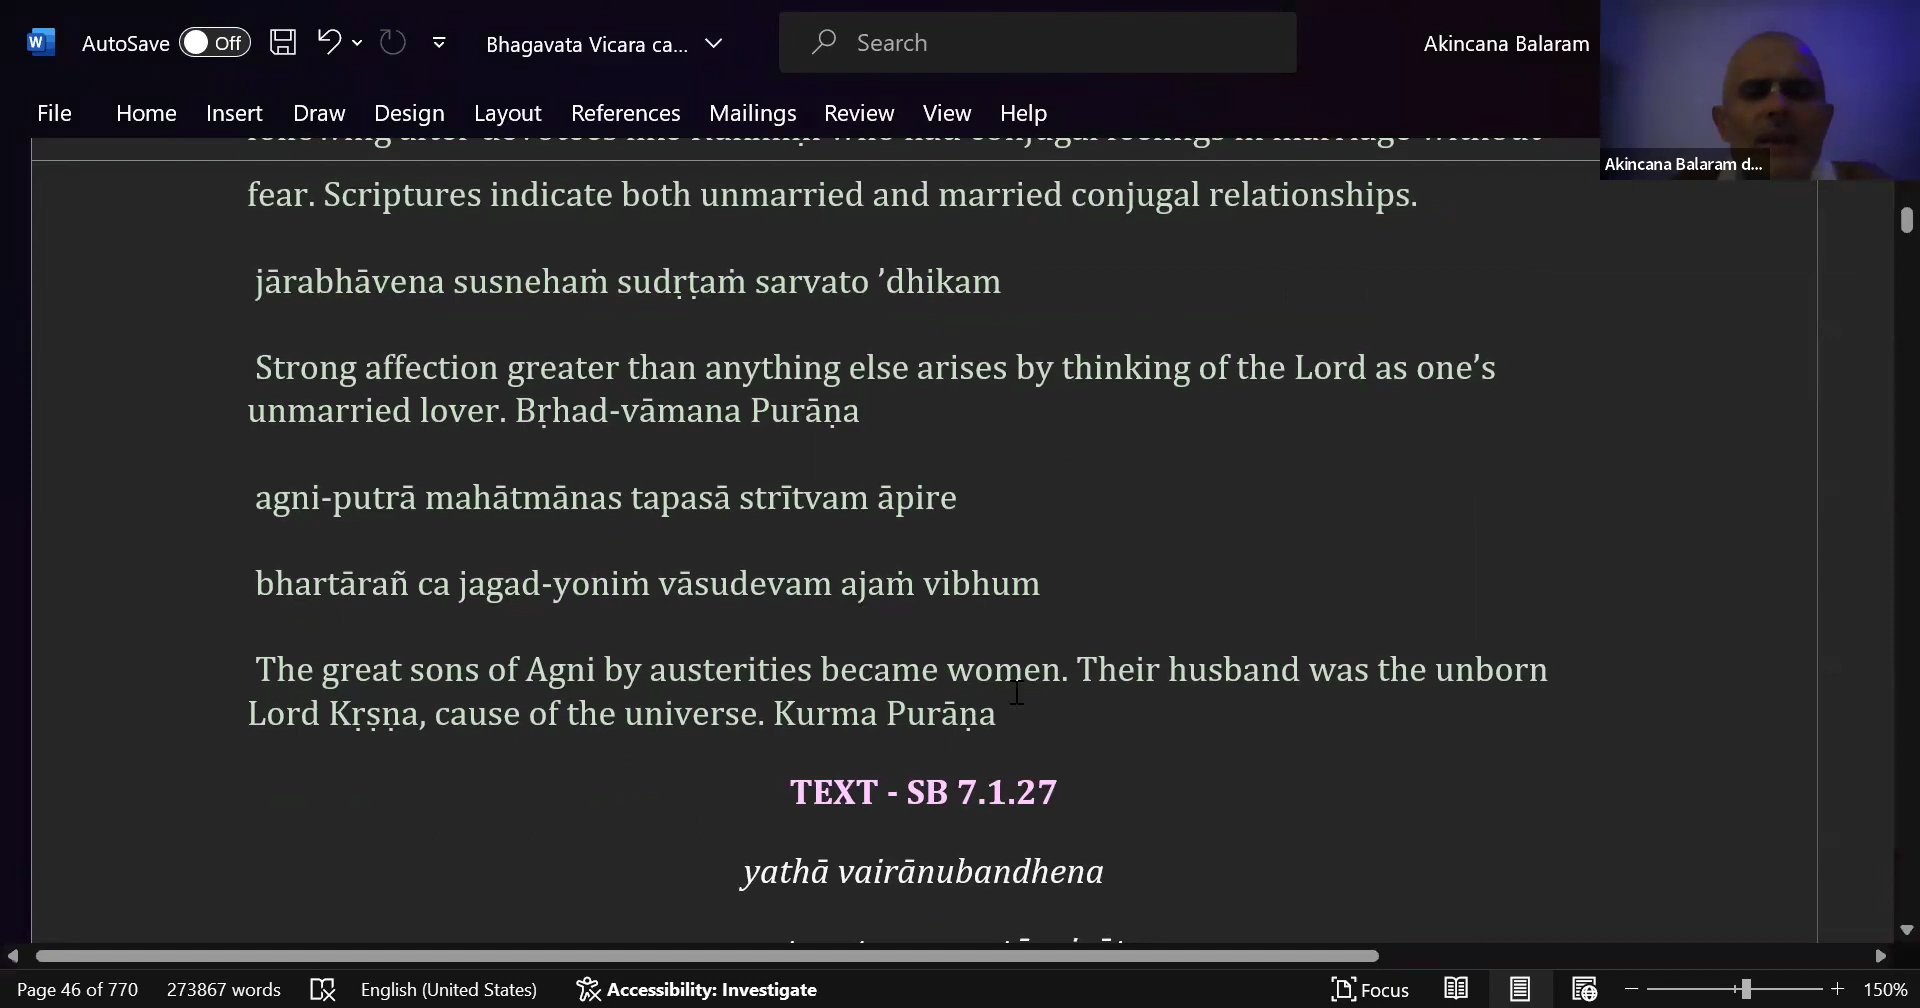 AutoSave Off Bhagavata Vicara ca... Search Akincana Balaram
File Home Insert Draw Design Layout References Mailings Review View Help
Akincana Balaram d...
fear. Scriptures indicate both unmarried and married conjugal relationships.
jārabhāvena susnehaṁ sudṛṭaṁ sarvato ’dhikam
Strong affection greater than anything else arises by thinking of the Lord as one’s
unmarried lover. Bṛhad-vāmana Purāṇa
agni-putrā mahātmānas tapasā strītvam āpire
bhartārañ ca jagad-yoniṁ vāsudevam ajaṁ vibhum
The great sons of Agni by austerities became women. Their husband was the unborn
Lord Kṛṣṇa, cause of the universe. Kurma Purāṇa
TEXT - SB 7.1.27
yathā vairānubandhena
Page 46 of 770 273867 words English (United States) Accessibility: Investigate Focus 150%